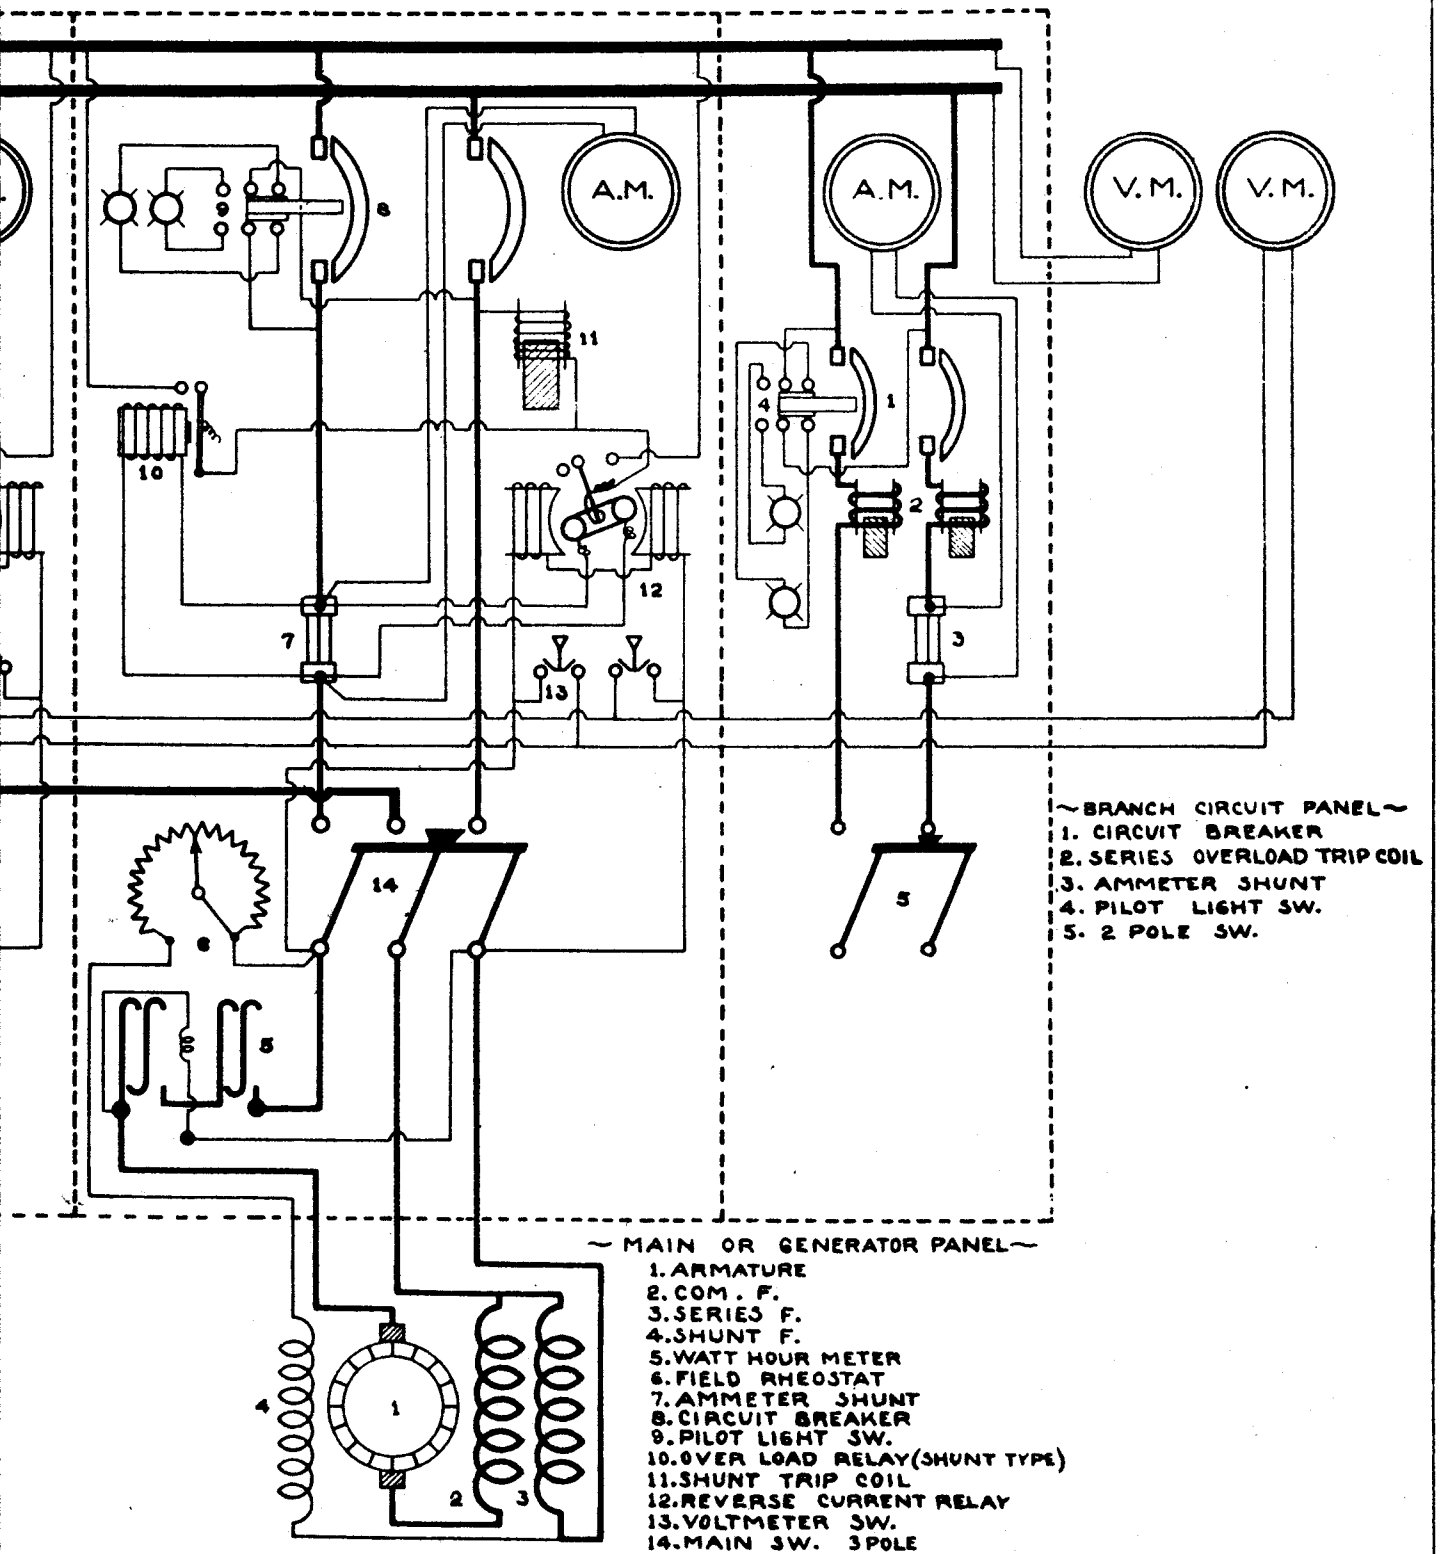 A.M.
A.M.
V. M.
V. M.
9
8
11
10
1
4
2
12
7
3
13
14
5
6
5
4
1
2
3
~BRANCH CIRCUIT PANEL~
1. CIRCUIT BREAKER
2. SERIES OVERLOAD TRIP COIL
3. AMMETER SHUNT
4. PILOT LIGHT SW.
5. 2 POLE SW.
~ MAIN OR GENERATOR PANEL~
1. ARMATURE
2. COM. F.
3. SERIES F.
4. SHUNT F.
5. WATT HOUR METER
6. FIELD RHEOSTAT
7. AMMETER SHUNT
8. CIRCUIT BREAKER
9. PILOT LIGHT SW.
10. OVER LOAD RELAY (SHUNT TYPE)
11. SHUNT TRIP COIL
12. REVERSE CURRENT RELAY
13. VOLTMETER SW.
14. MAIN SW. 3 POLE